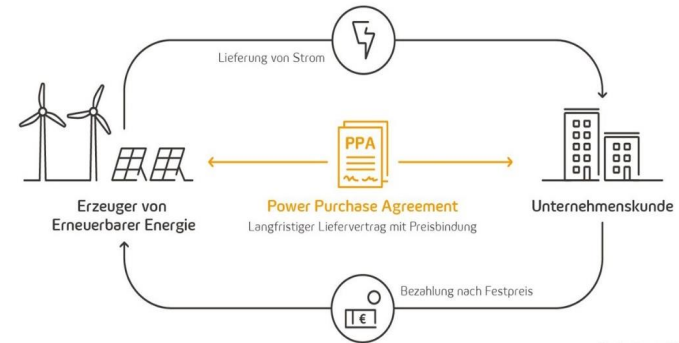 Lieferung von Strom
PPA
Erzeuger von
Erneuerbarer Energie
Power Purchase Agreement
Langfristiger Liefervertrag mit Preisbindung
Unternehmenskunde
Bezahlung nach Festpreis
€